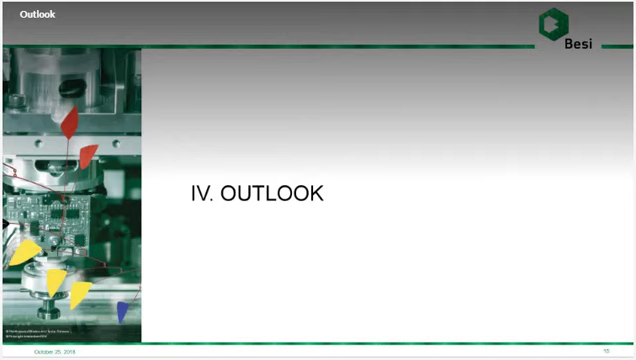 Outlook
Besi
IV. OUTLOOK
October 25, 2018
15